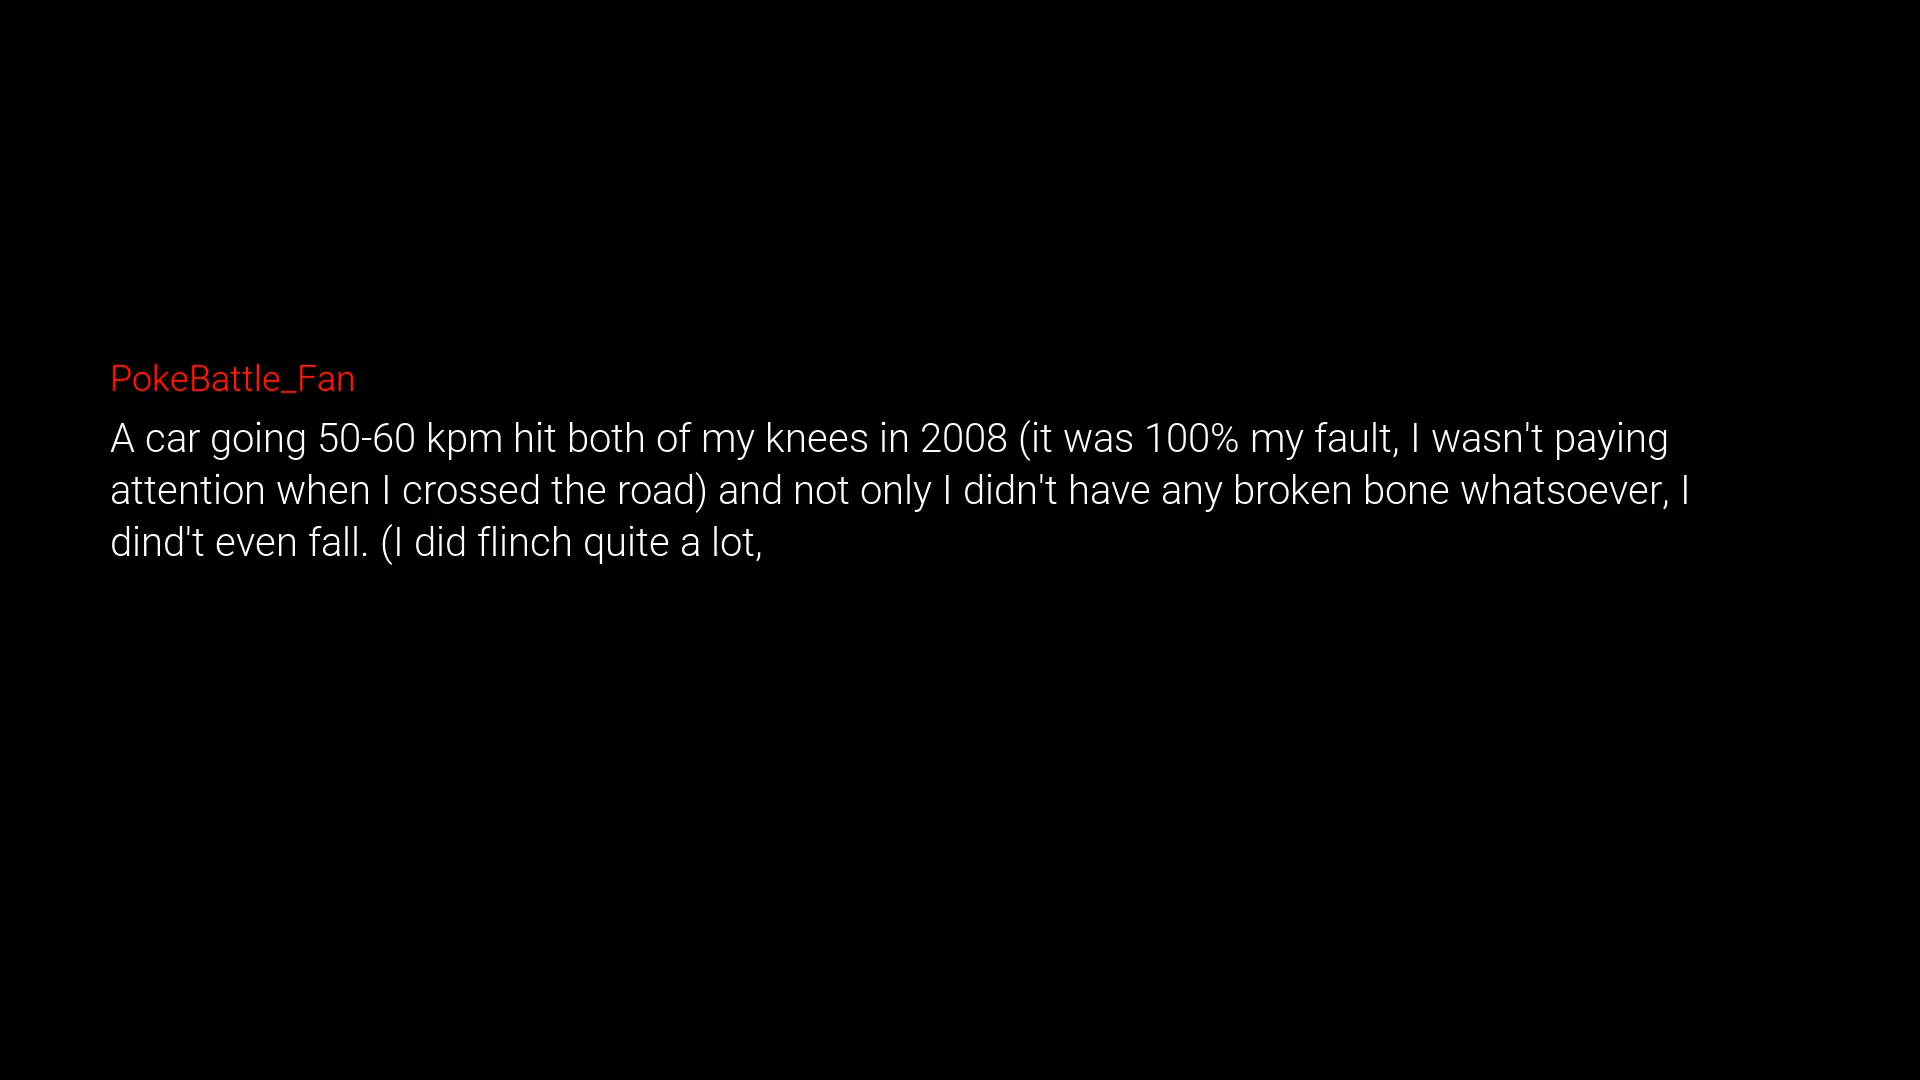 PokeBattle_Fan
A car going 50-60 kpm hit both of my knees in 2008 (it was 100% my fault, I wasn't paying
attention when I crossed the road) and not only I didn't have any broken bone whatsoever, I
dind't even fall. (I did flinch quite a lot,